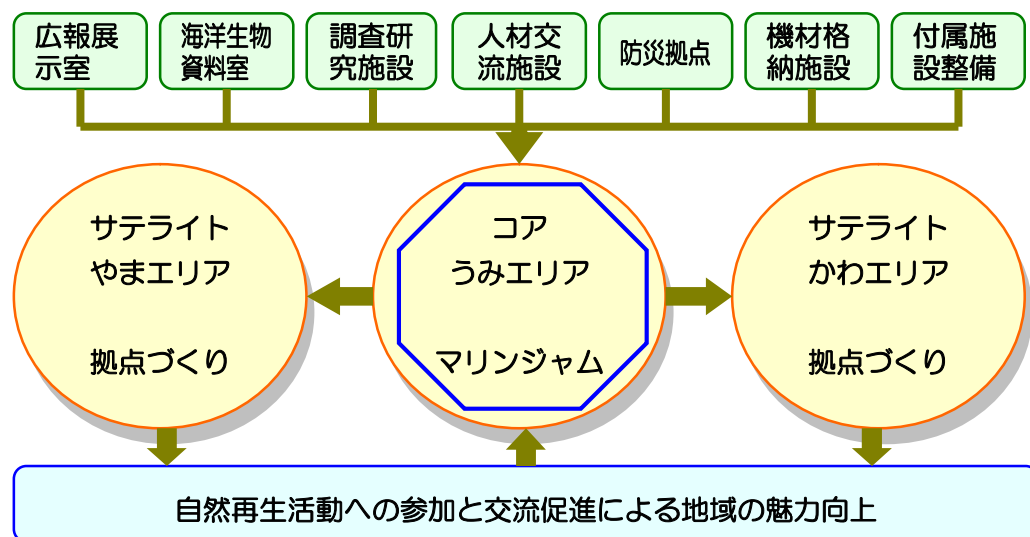 広報展
示室
海洋生物
資料室
調査研
究施設
人材交
流施設
防災拠点
機材格
納施設
付属施
設整備
サテライト
やまエリア
拠点づくり
コア
うみエリア
マリンジャム
サテライト
かわエリア
拠点づくり
自然再生活動への参加と交流促進による地域の魅力向上